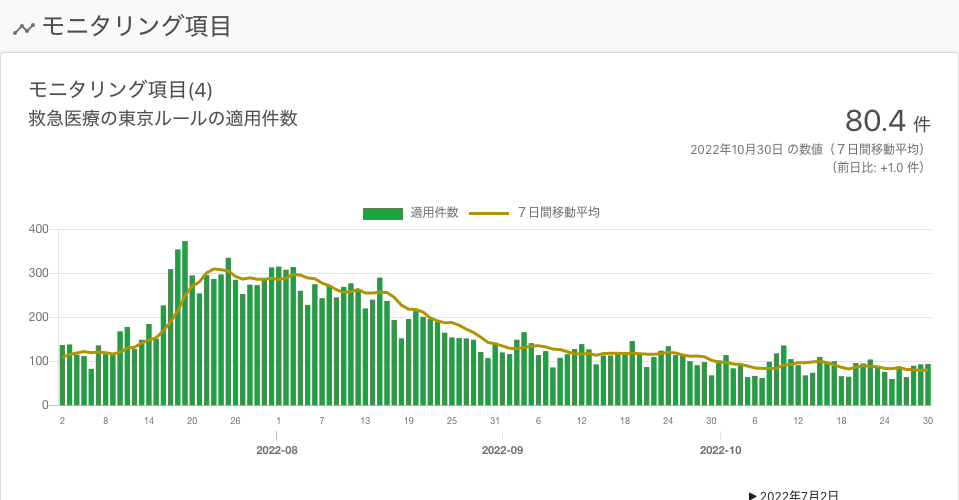 モニタリング項目
モニタリング項目(4)
救急医療の東京ルールの適用件数
80.4 件
2022年10月30日 の数値（７日間移動平均）
（前日比: +1.0 件）
適用件数 ７日間移動平均
400
300
200
100
0
2 8 14 20 26 1 7 13 19 25 31 6 12 18 24 30 6 12 18 24 30
2022-08 2022-09 2022-10
▶ 2022年7月2日